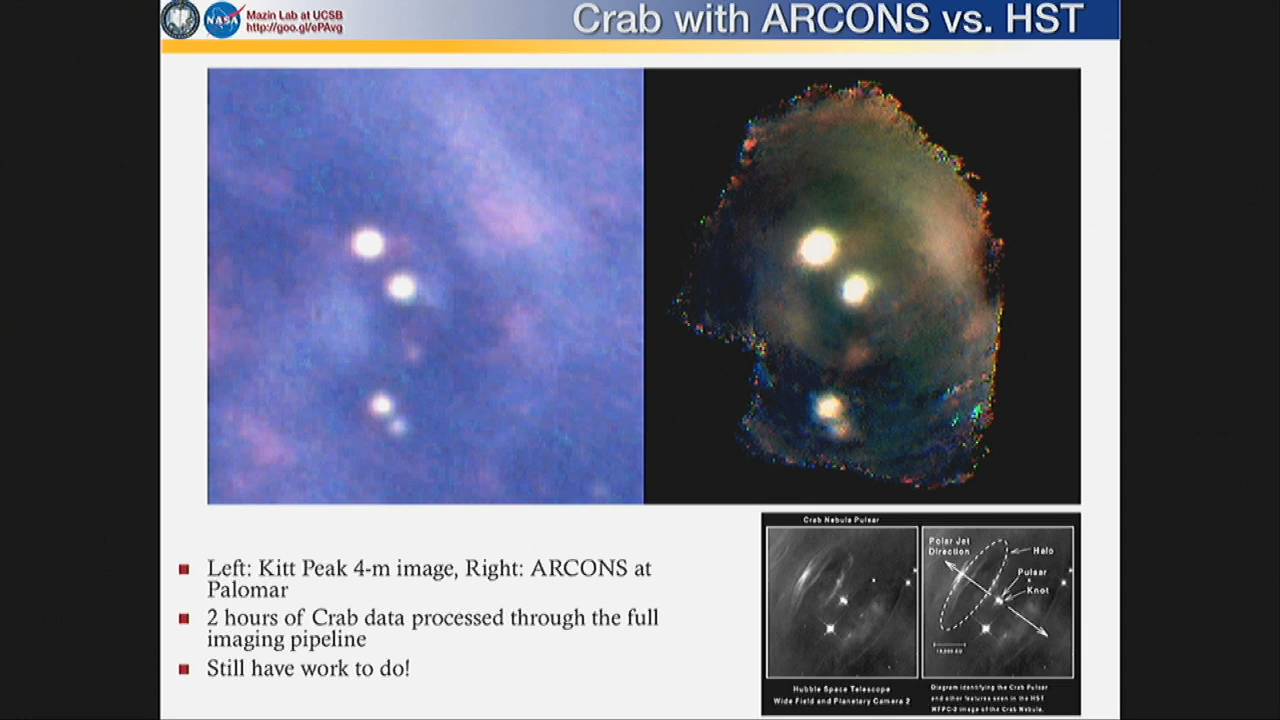 Mazin Lab at UCSB
http://goo.gl/ePAvg
NASA
Crab with ARCONS vs. HST
Left: Kitt Peak 4-m image, Right: ARCONS at
Palomar
2 hours of Crab data processed through the full
imaging pipeline
Still have work to do!
Crab Nebula Pulsar
Polar Jet
Direction
Halo
Pulsar
Knot
10,000 AU
Hubble Space Telescope
Wide Field and Planetary Camera 2
Diagram identifying the Crab Pulsar
and other features seen in the HST
WFPC-2 image of the Crab Nebula.